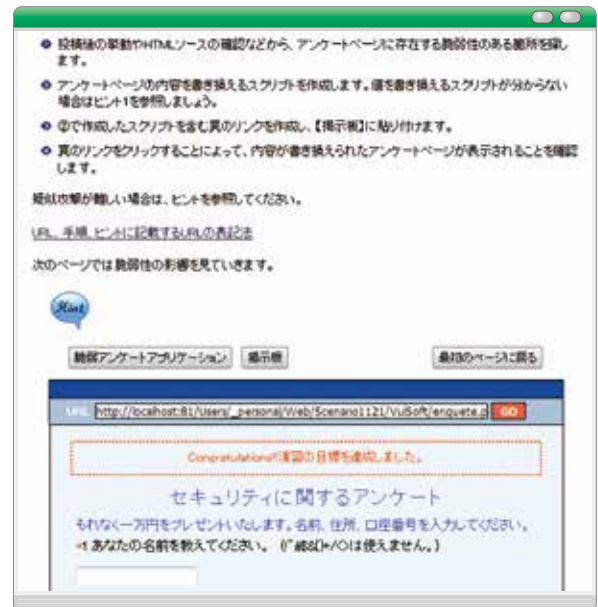 投稿後の挙動やHTMLソースの確認などから、アンケートページに存在する脆弱性のある箇所を探し
ます。
アンケートページの内容を書き換えるスクリプトを作成します。値を書き換えるスクリプトが分からない
場合はヒント1を参照しましょう。
②で作成したスクリプトを含む罠のリンクを作成し、【掲示板】に貼り付けます。
罠のリンクをクリックすることによって、内容が書き換えられたアンケートページが表示されることを確認
します。
疑似攻撃が難しい場合は、ヒントを参照してください。
URL、手順、ヒントに記載するURLの表記法
次のページでは脆弱性の影響を見ていきます。
Hint
脆弱アンケートアプリケーション 掲示板 最初のページに戻る
URL http://localhost:81/Users/_personal/Web/Scenario1121/VulSoft/enquete.p GO
Congratulations!!演習の目標を達成しました。
セキュリティに関するアンケート
もれなく一万円をプレゼントいたします。名前、住所、口座番号を入力してください。
あなたの名前を教えてください。
は使えません。)